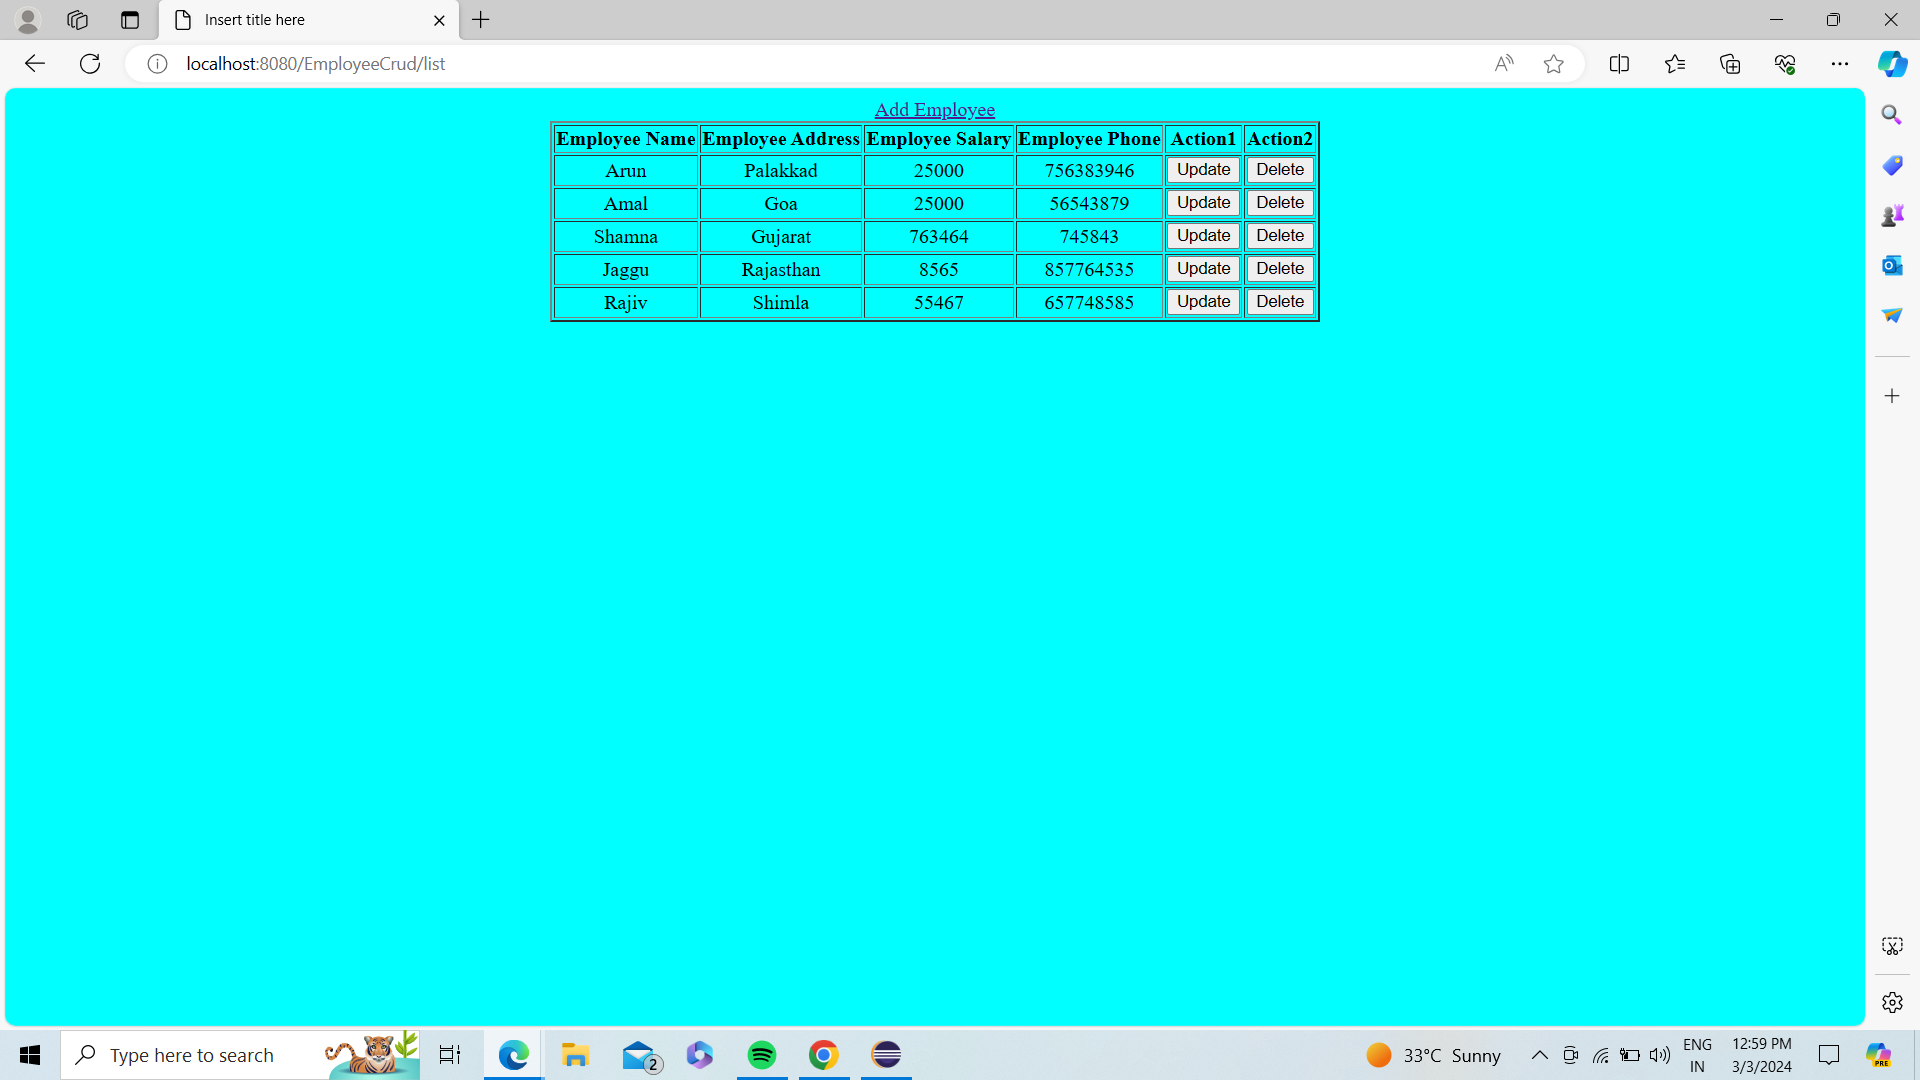 Insert title here
localhost:8080/EmployeeCrud/list
Add Employee
Employee Name Employee Address Employee Salary Employee Phone Action1 Action2
Arun Palakkad 25000 756383946 Update Delete
Amal Goa 25000 56543879 Update Delete
Shamna Gujarat 763464 745843 Update Delete
Jaggu Rajasthan 8565 857764535 Update Delete
Rajiv Shimla 55467 657748585 Update Delete
Type here to search
2
33°C Sunny
ENG
IN
12:59 PM
3/3/2024
PRE